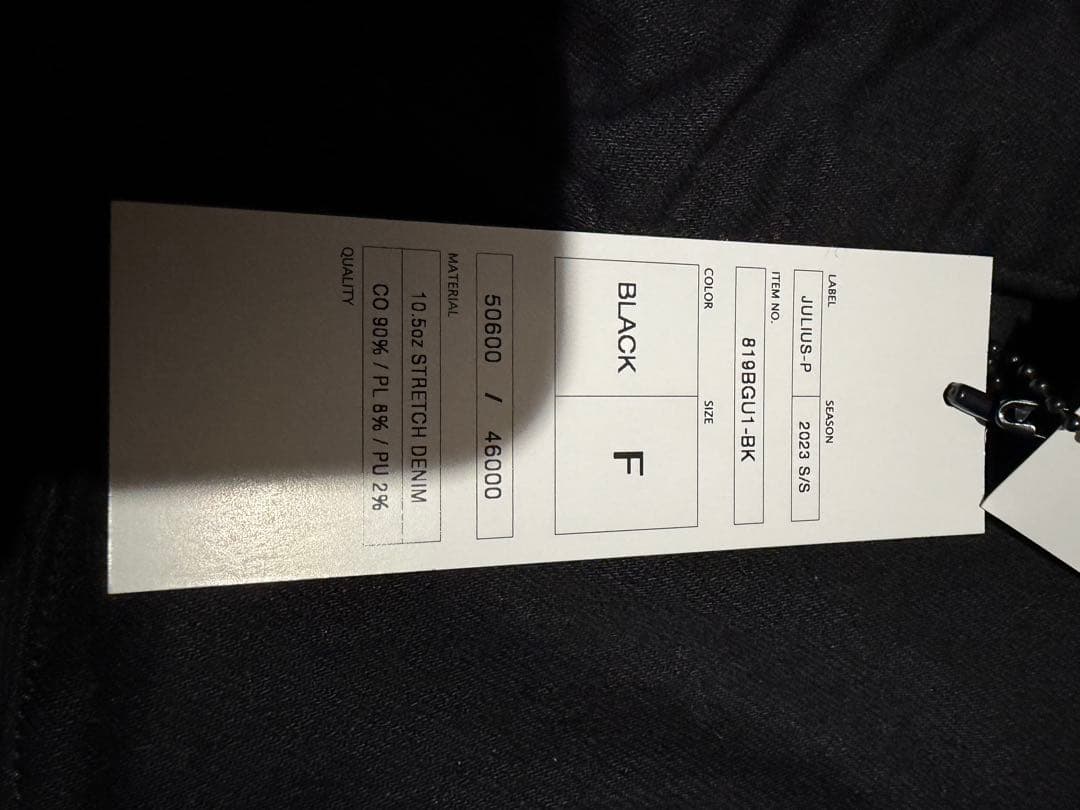 LABEL SEASON
JULIUS-P 2023 S/S
ITEM NO.
819BGU1-BK
COLOR SIZE
BLACK F
50600 / 46000
MATERIAL
10.5oz STRETCH DENIM
CO 90% / PL 8% / PU 2%
QUALITY